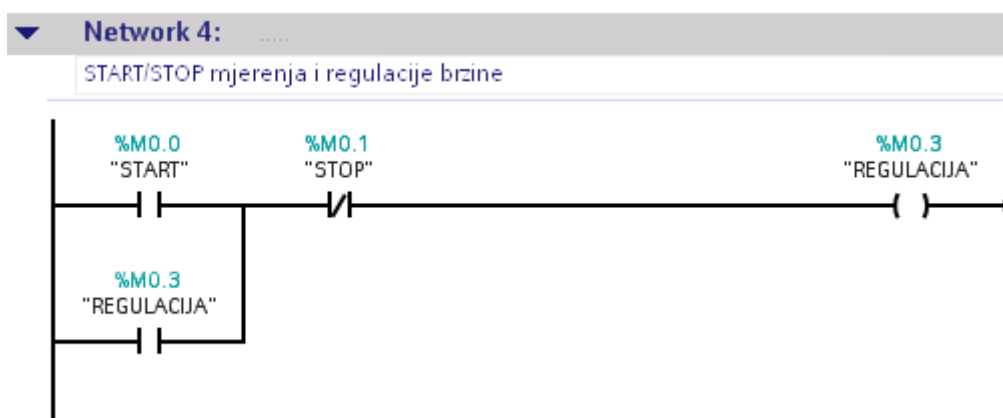 Network 4: .....
START/STOP mjerenja i regulacije brzine
%M0.0 %M0.1 %M0.3
"START" "STOP" "REGULACIJA"
%M0.3
"REGULACIJA"